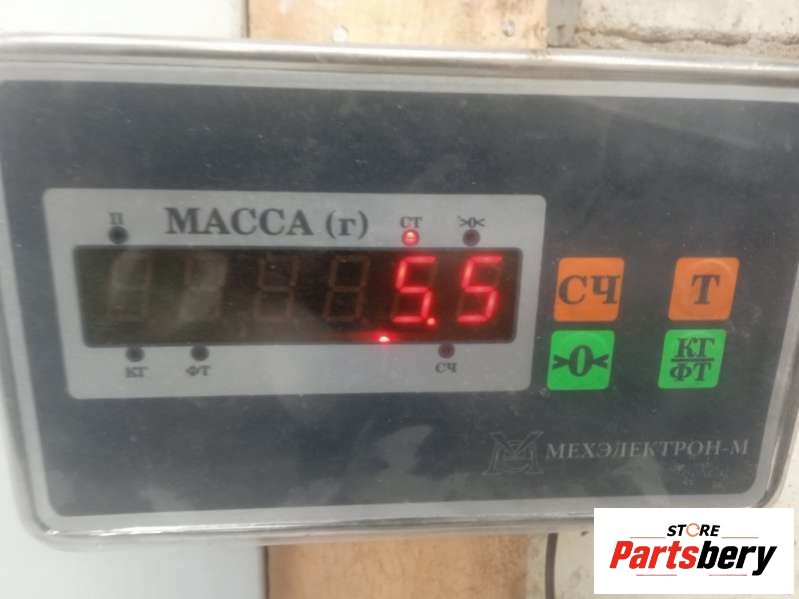 П МАССА (г) СТ >0<
5.5
КГ ФТ СЧ
СЧ Т
>0< КГ/ФТ
МЕХЭЛЕКТРОН-М
STORE
Partsbery